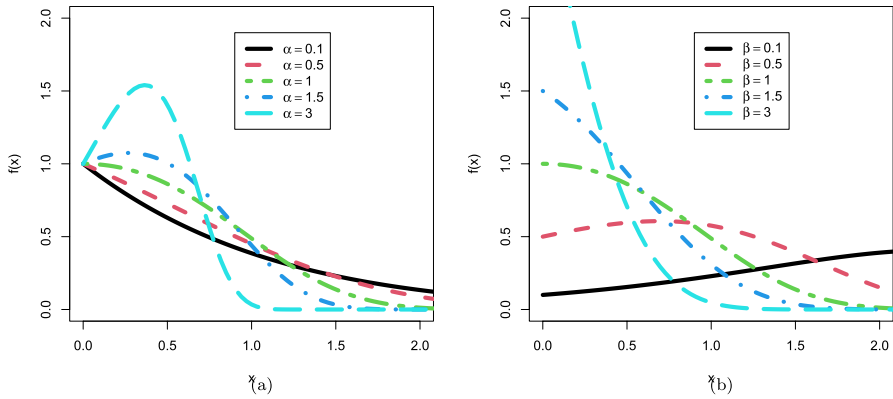 f(x)
2.0
1.5
1.0
0.5
0.0
α = 0.1
α = 0.5
α = 1
α = 1.5
α = 3
0.0 0.5 1.0 1.5 2.0
x
(a)
f(x)
2.0
1.5
1.0
0.5
0.0
β = 0.1
β = 0.5
β = 1
β = 1.5
β = 3
0.0 0.5 1.0 1.5 2.0
x
(b)